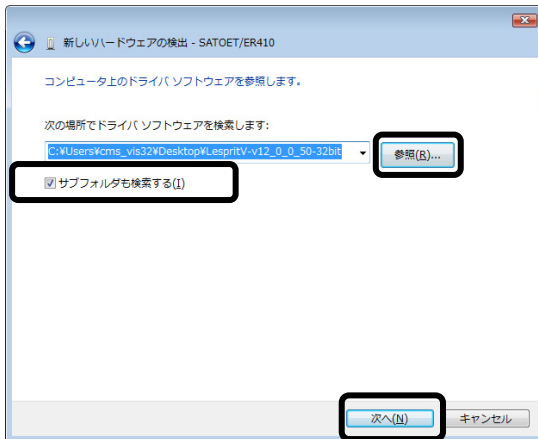 新しいハードウェアの検出 - SATOET/ER410
コンピュータ上のドライバ ソフトウェアを参照します。
次の場所でドライバ ソフトウェアを検索します:
C:¥Users¥cms_vis32¥Desktop¥LespritV-v12_0_0_50-32bit 参照(R)...
サブフォルダも検索する(I)
次へ(N) キャンセル